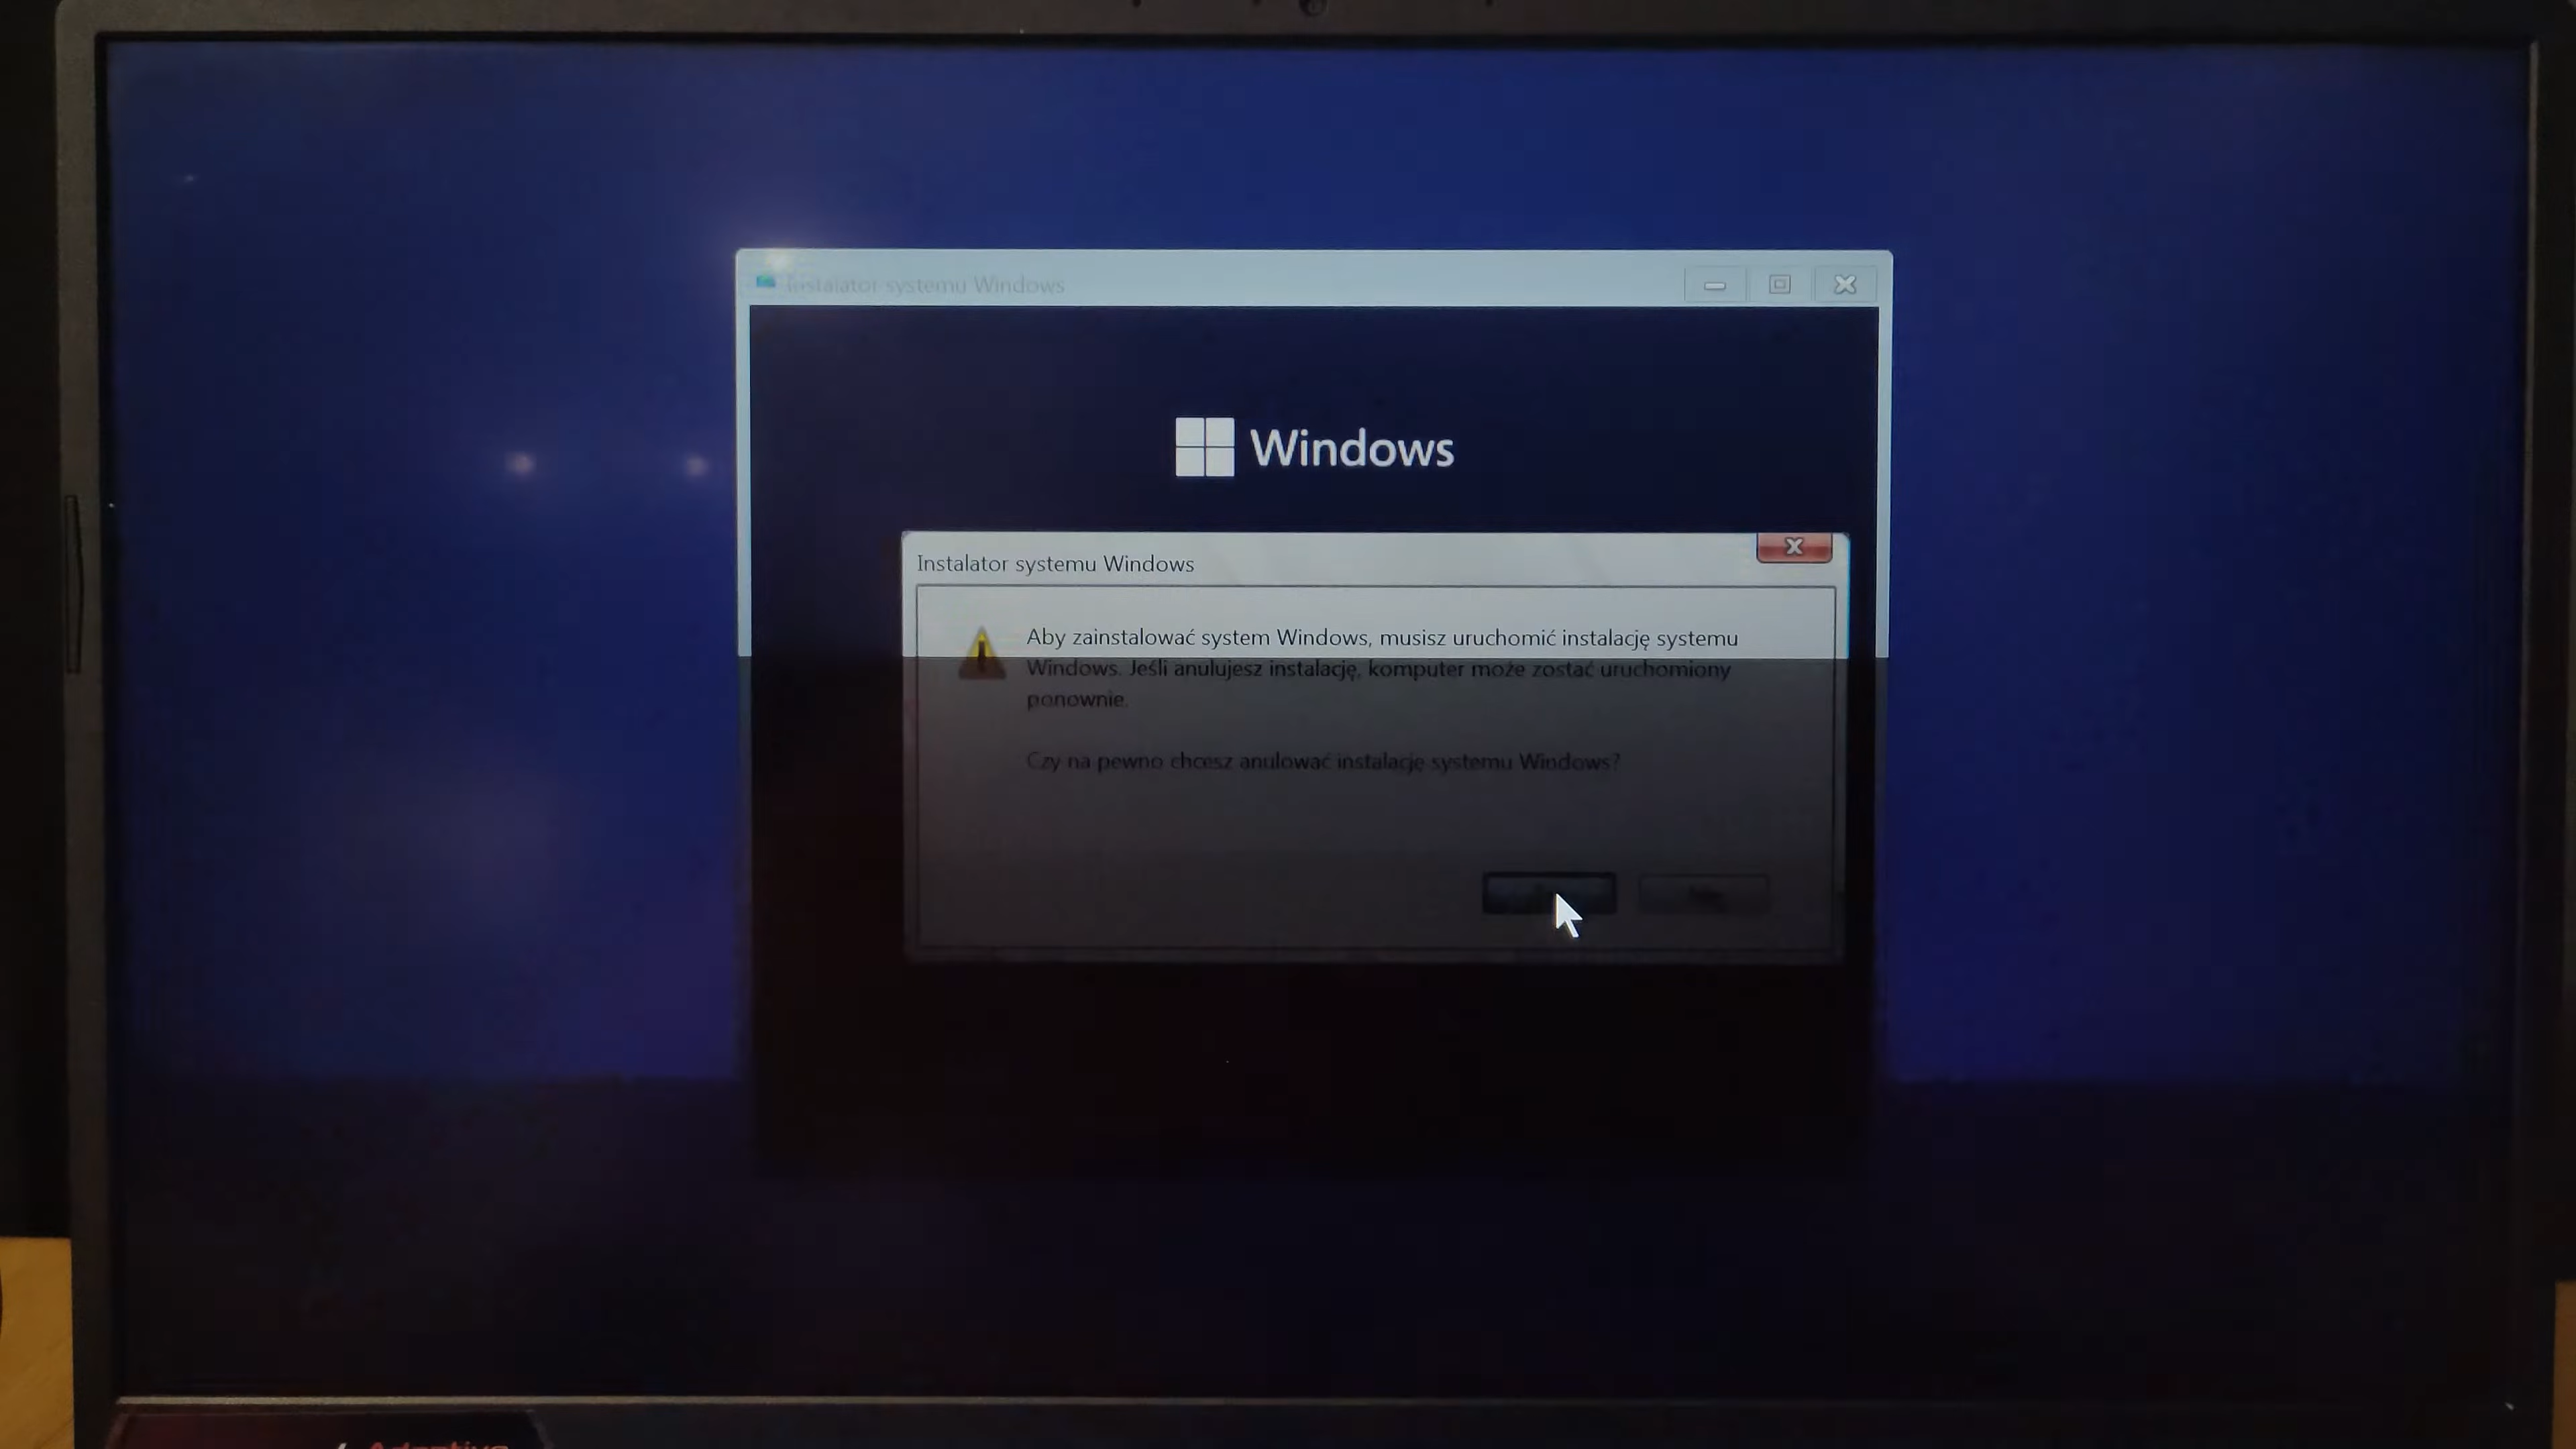 Instalator systemu Windows
Windows
Instalator systemu Windows
Aby zainstalować system Windows, musisz uruchomić instalację systemu
Windows. Jeśli anulujesz instalację, komputer może zostać uruchomiony
ponownie.
Czy na pewno chcesz anulować instalację systemu Windows?